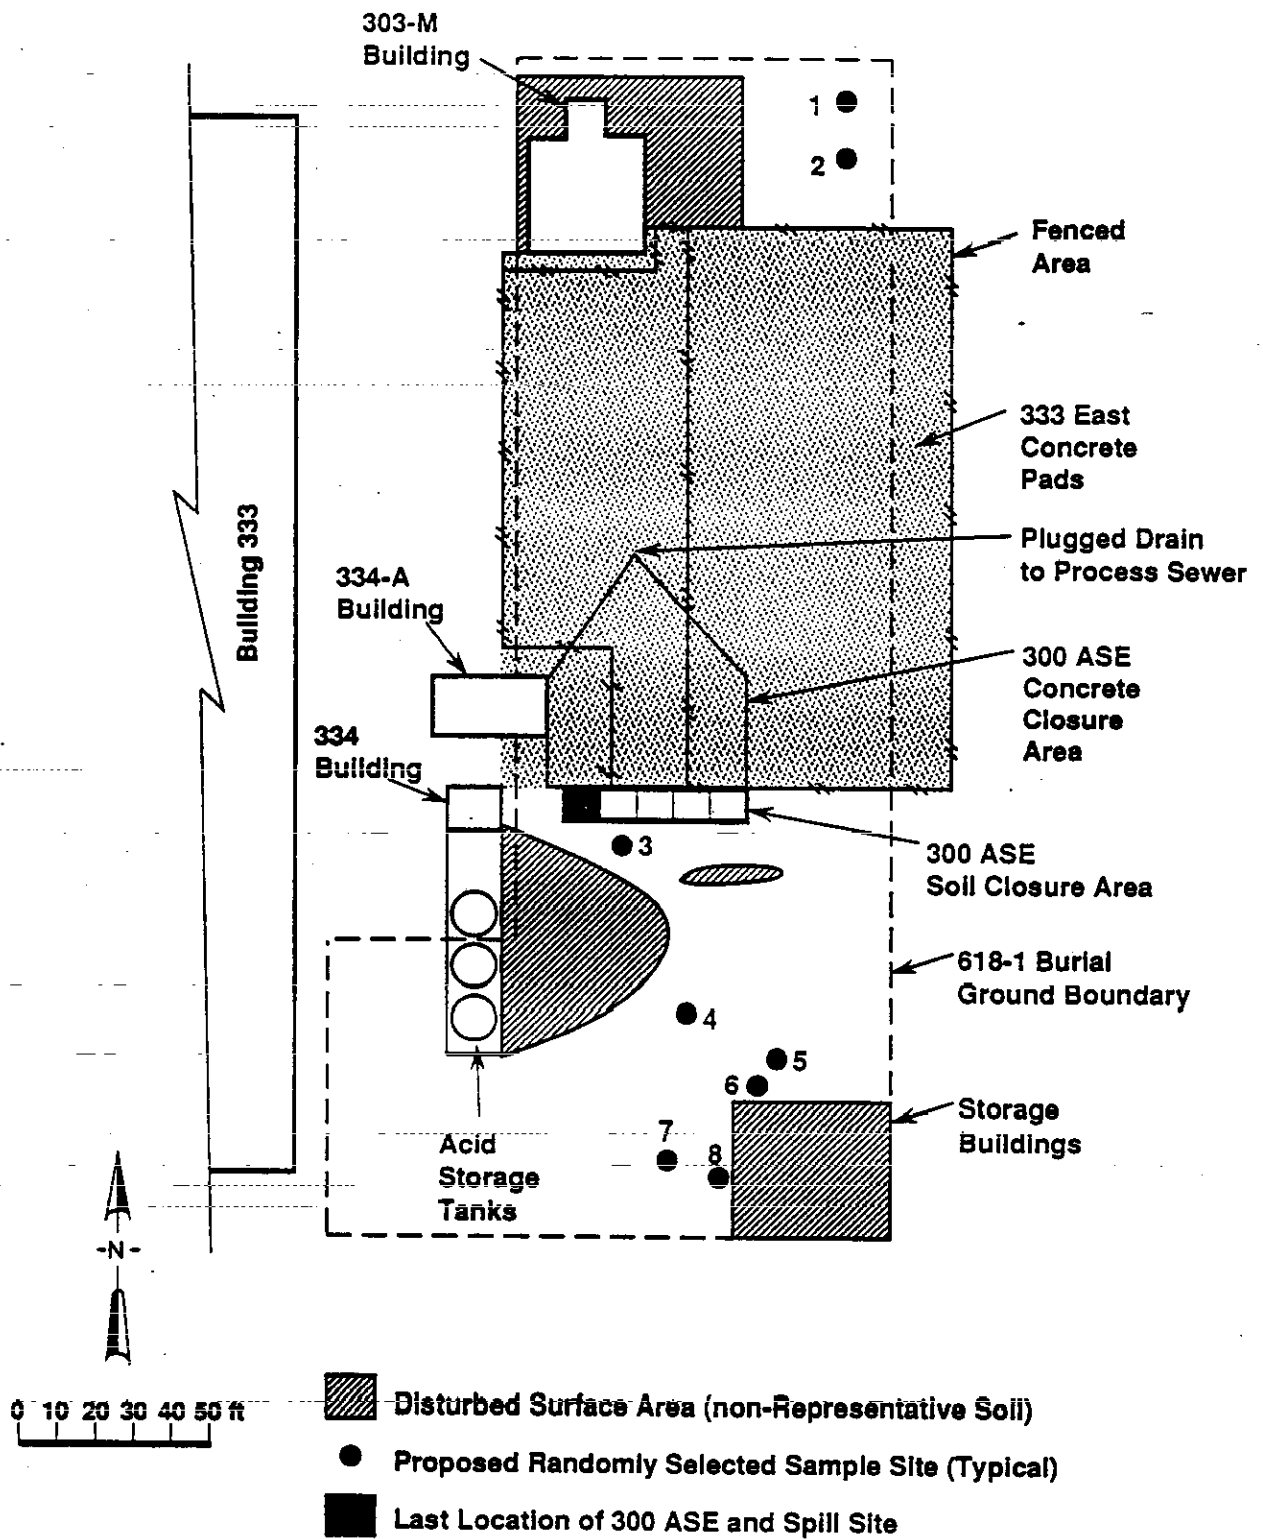 303-M
Building
1
2
Fenced
Area
333 East
Concrete
Pads
Building 333
Plugged Drain
to Process Sewer
334-A
Building
300 ASE
Concrete
Closure
Area
334
Building
3
300 ASE
Soil Closure Area
618-1 Burial
Ground Boundary
4
5
6
Storage
Buildings
7
8
Acid
Storage
Tanks
-N-
0 10 20 30 40 50 ft
Disturbed Surface Area (non-Representative Soil)
Proposed Randomly Selected Sample Site (Typical)
Last Location of 300 ASE and Spill Site